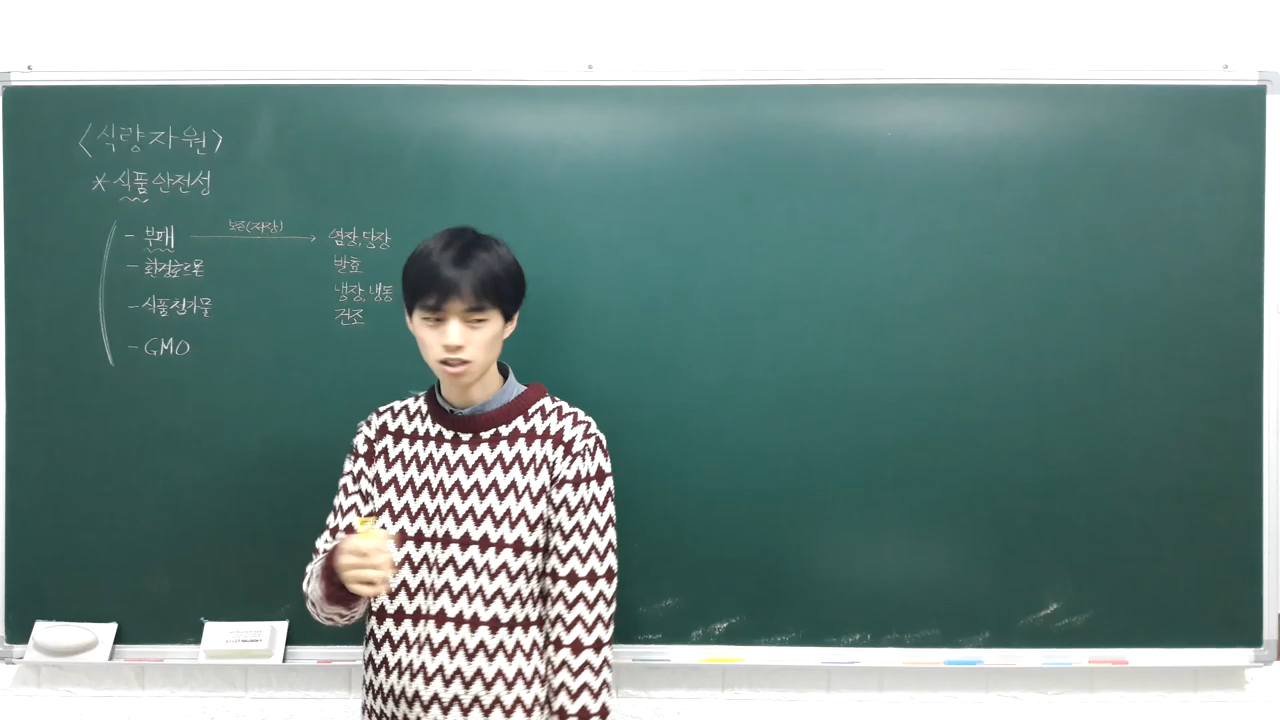 <식량자원>
* 식품안전성
- 부패 보존(저장) 염장, 당장
- 환경호르몬 발효
냉장, 냉동
- 식품첨가물 건조
- GMO